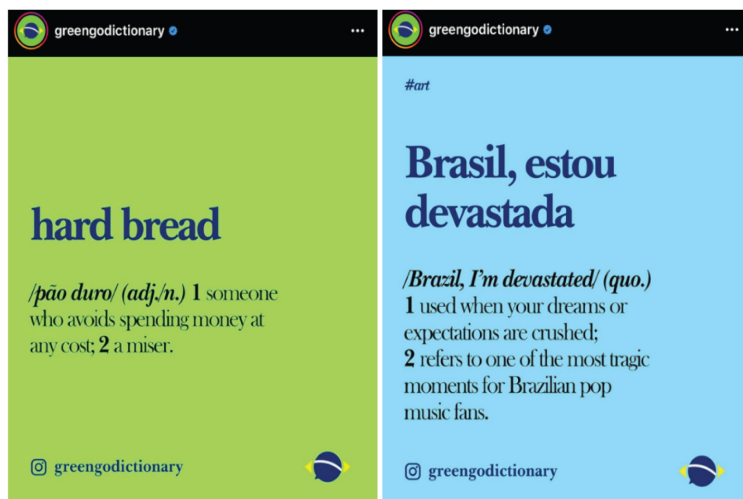 greengodictionary
hard bread
/pão duro/ (adj./n.) 1 someone
who avoids spending money at
any cost; 2 a miser.
greengodictionary
greengodictionary
#art
Brasil, estou
devastada
/Brazil, I'm devastated/ (quo.)
1 used when your dreams or
expectations are crushed;
2 refers to one of the most tragic
moments for Brazilian pop
music fans.
greengodictionary